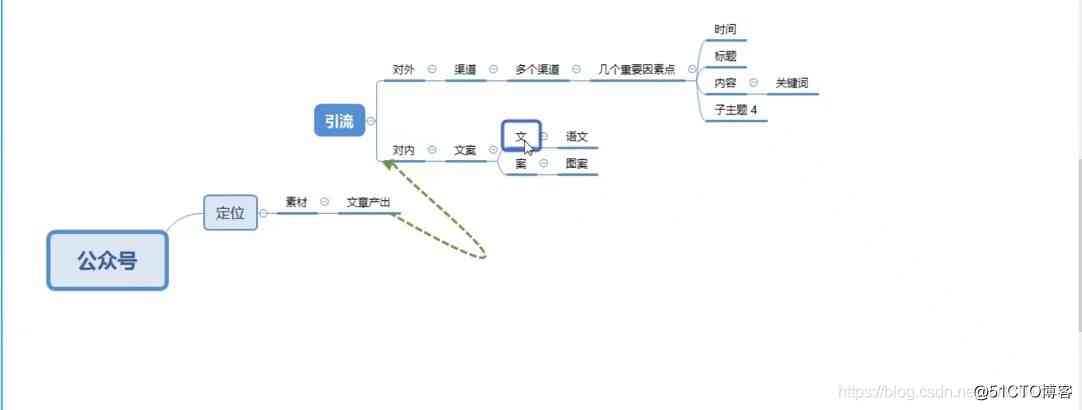 时间
标题
对外 渠道 多个渠道 几个重要因素点
内容 关键词
子主题 4
引流
文 语文
对内 文案
案 图案
素材 文章产出
定位
公众号
https://blog.csdn.ne
@51CTO博客